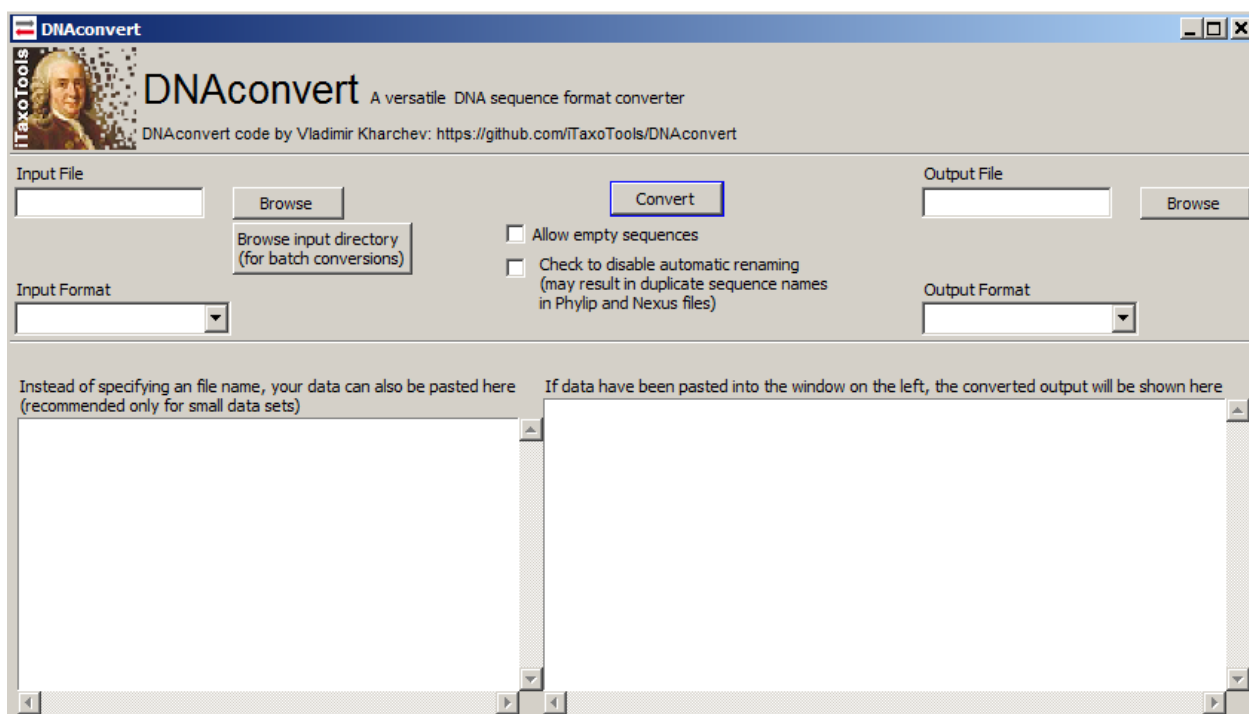 DNAconvert
iTaxoTools
DNAconvert A versatile DNA sequence format converter
DNAconvert code by Vladimir Kharchev: https://github.com/iTaxoTools/DNAconvert
Input File
Browse
Browse input directory
(for batch conversions)
Input Format
Convert
Allow empty sequences
Check to disable automatic renaming
(may result in duplicate sequence names
in Phylip and Nexus files)
Output File
Browse
Output Format
Instead of specifying an file name, your data can also be pasted here
(recommended only for small data sets)
If data have been pasted into the window on the left, the converted output will be shown here